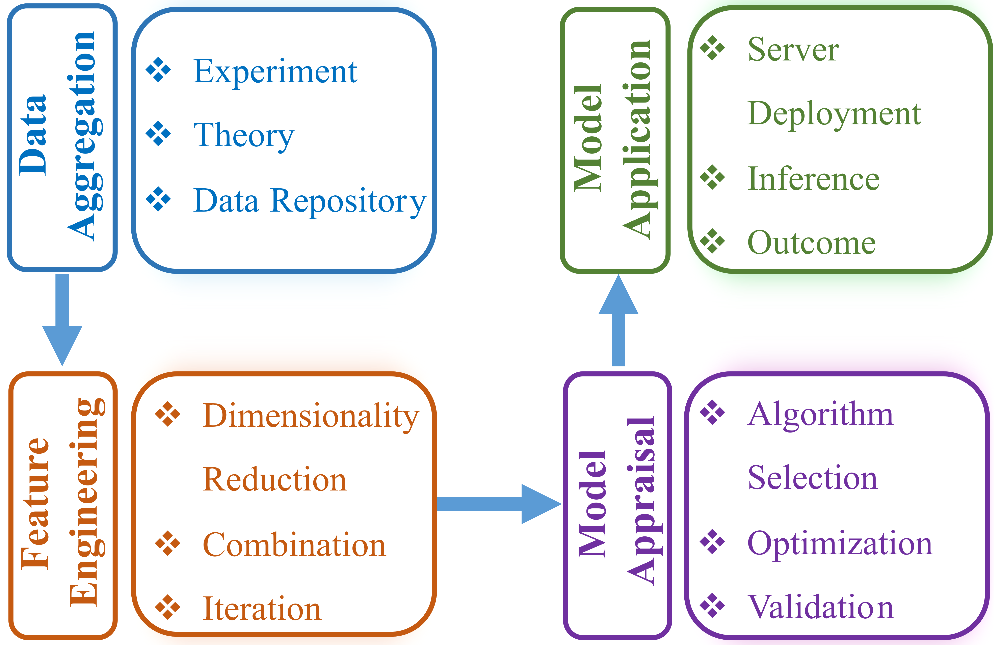 Data
Aggregation
❖ Experiment
❖ Theory
❖ Data Repository
Feature
Engineering
❖ Dimensionality
Reduction
❖ Combination
❖ Iteration
Model
Appraisal
❖ Algorithm
Selection
❖ Optimization
❖ Validation
Model
Application
❖ Server
Deployment
❖ Inference
❖ Outcome